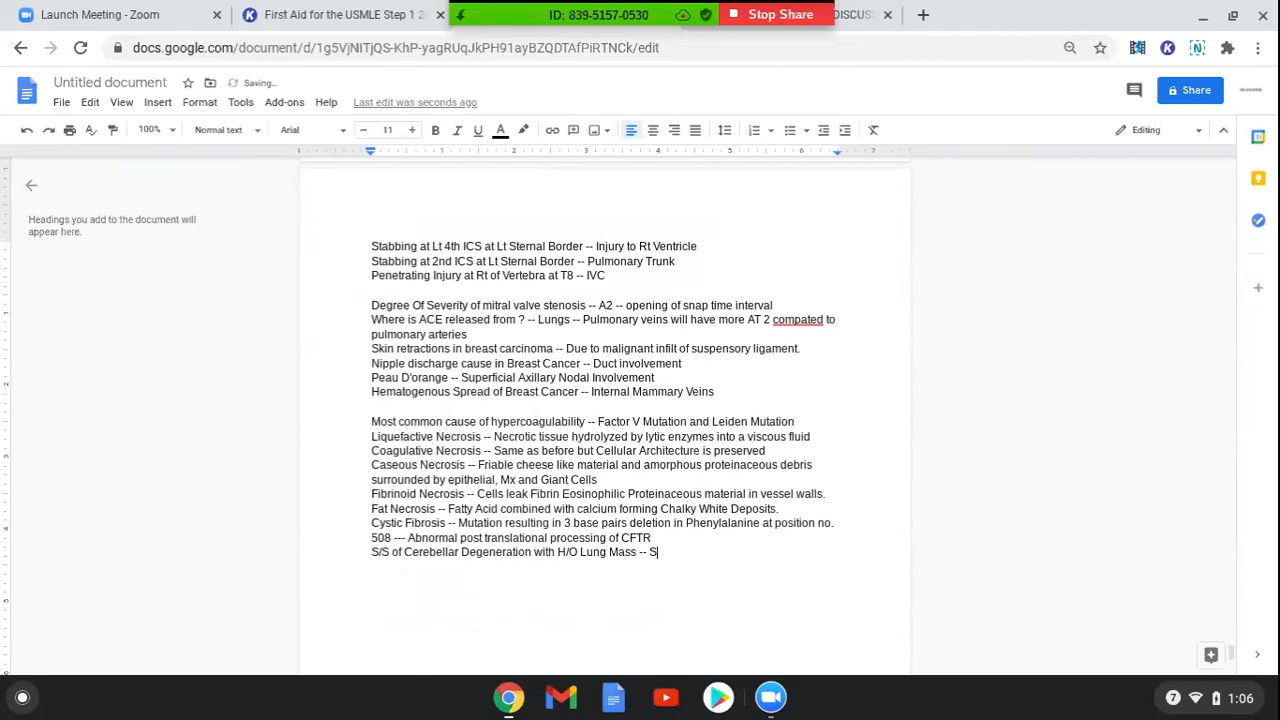 Launch Meeting - Zoom
First Aid for the USMLE Step 1 2
ID: 839-5157-0530
Stop Share
DISCUS
docs.google.com/document/d/1g5VjNITjQS-KhP-yagRUqJkPH91ayBZQDTAfPiRTNCk/edit
Untitled document
Saving...
File Edit View Insert Format Tools Add-ons Help Last edit was seconds ago
Share
100% Normal text Arial 11 Editing
1 1 2 3 4 5 6 7
Headings you add to the document will
appear here.
Stabbing at Lt 4th ICS at Lt Sternal Border -- Injury to Rt Ventricle
Stabbing at 2nd ICS at Lt Sternal Border -- Pulmonary Trunk
Penetrating Injury at Rt of Vertebra at T8 -- IVC
Degree Of Severity of mitral valve stenosis -- A2 -- opening of snap time interval
Where is ACE released from ? -- Lungs -- Pulmonary veins will have more AT 2 compated to
pulmonary arteries
Skin retractions in breast carcinoma -- Due to malignant infilt of suspensory ligament.
Nipple discharge cause in Breast Cancer -- Duct involvement
Peau D'orange -- Superficial Axillary Nodal Involvement
Hematogenous Spread of Breast Cancer -- Internal Mammary Veins
Most common cause of hypercoagulability -- Factor V Mutation and Leiden Mutation
Liquefactive Necrosis -- Necrotic tissue hydrolyzed by lytic enzymes into a viscous fluid
Coagulative Necrosis -- Same as before but Cellular Architecture is preserved
Caseous Necrosis -- Friable cheese like material and amorphous proteinaceous debris
surrounded by epithelial, Mx and Giant Cells
Fibrinoid Necrosis -- Cells leak Fibrin Eosinophilic Proteinaceous material in vessel walls.
Fat Necrosis -- Fatty Acid combined with calcium forming Chalky White Deposits.
Cystic Fibrosis -- Mutation resulting in 3 base pairs deletion in Phenylalanine at position no.
508 --- Abnormal post translational processing of CFTR
S/S of Cerebellar Degeneration with H/O Lung Mass -- S
7 1:06